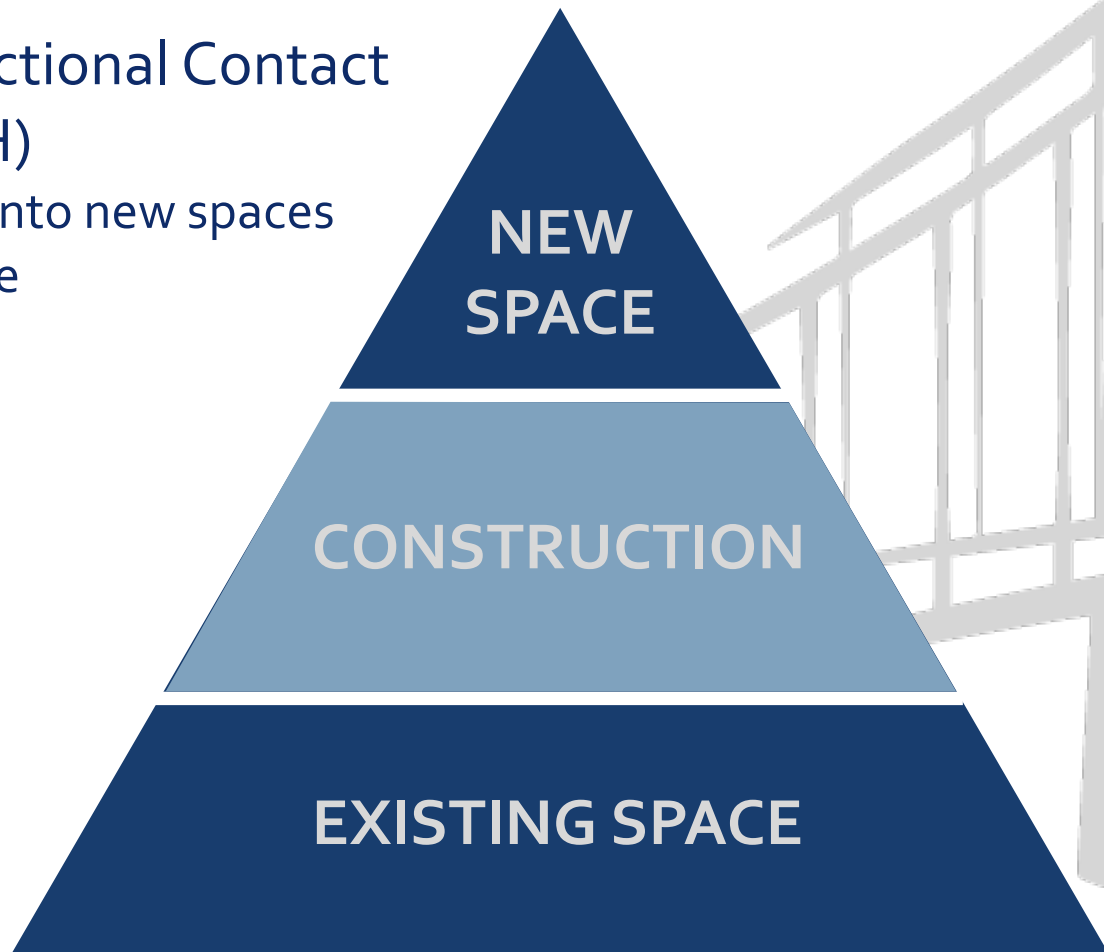 ctional Contact
H)
nto new spaces
e
NEW
SPACE
CONSTRUCTION
EXISTING SPACE